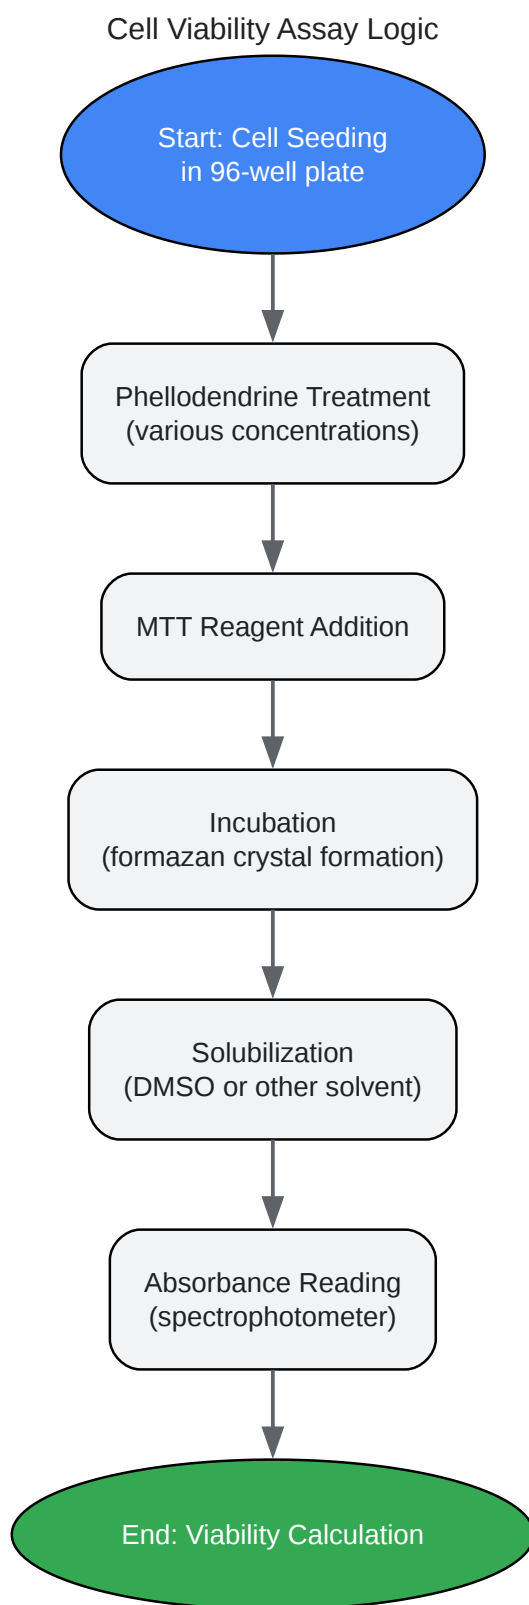 Cell Viability Assay Logic
Start: Cell Seeding
in 96-well plate
Phellodendrine Treatment
(various concentrations)
MTT Reagent Addition
Incubation
(formazan crystal formation)
Solubilization
(DMSO or other solvent)
Absorbance Reading
(spectrophotometer)
End: Viability Calculation